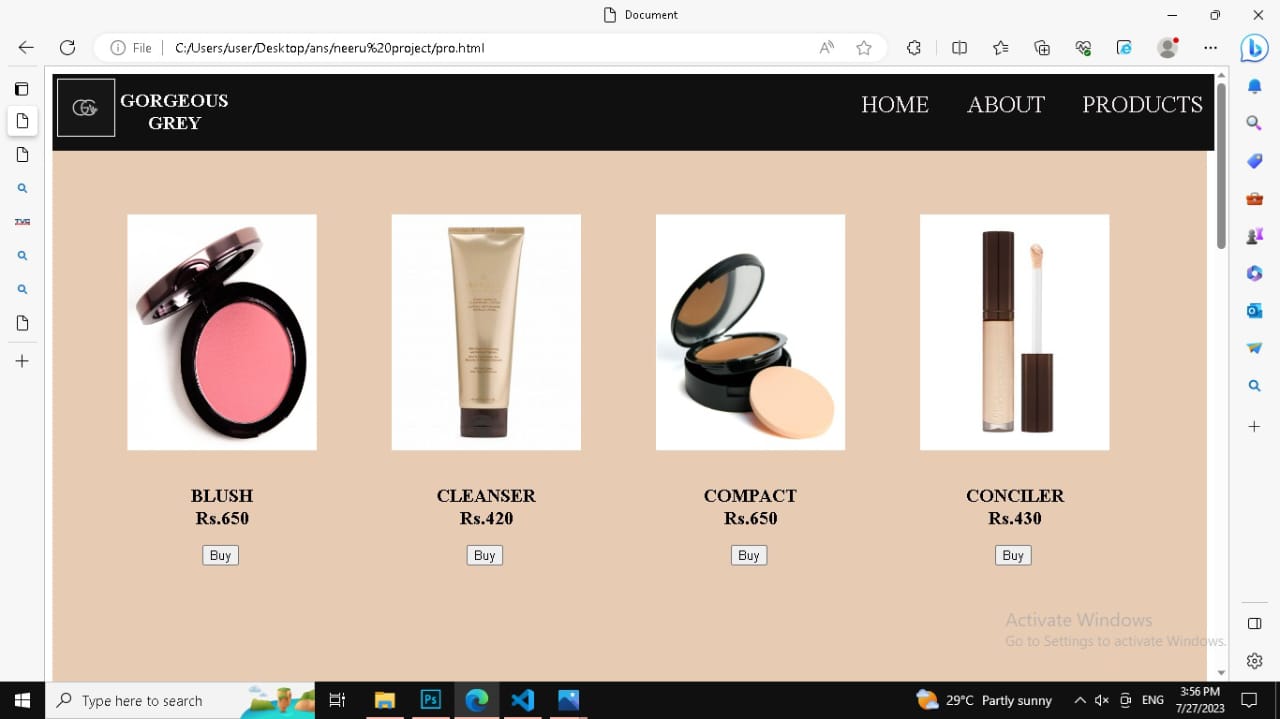 Document
File
C:/Users/user/Desktop/ans/neeru%20project/pro.html
GORGEOUS
GREY
HOME ABOUT PRODUCTS
BLUSH
Rs.650
Buy
CLEANSER
Rs.420
Buy
COMPACT
Rs.650
Buy
CONCILER
Rs.430
Buy
Activate Windows
Go to Settings to activate Windows.
Type here to search
Ps
29°C Partly sunny
ENG
3:56 PM
7/27/2023